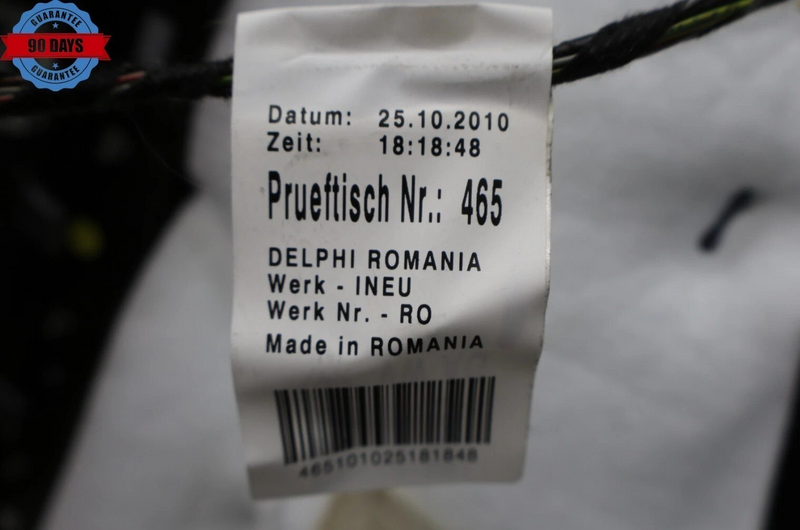 GUARANTEE
90 DAYS
GUARANTEE
Datum: 25.10.2010
Zeit: 18:18:48
Prueftisch Nr.: 465
DELPHI ROMANIA
Werk - INEU
Werk Nr. - RO
Made in ROMANIA
465101025181848